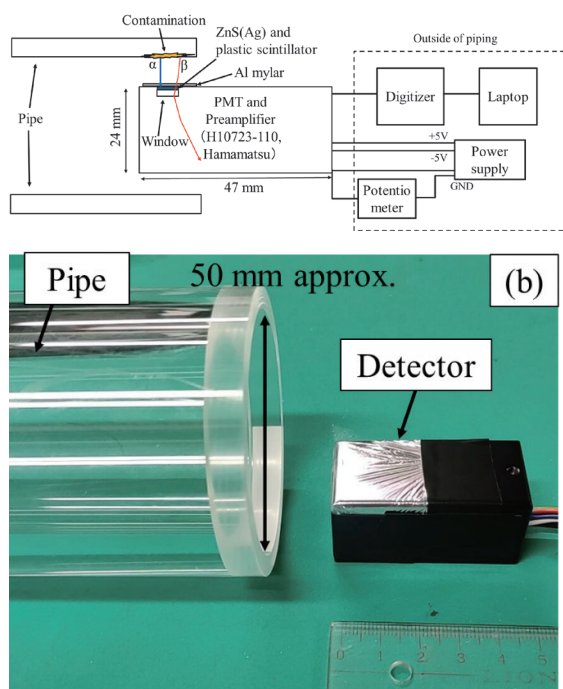 Contamination
ZnS(Ag) and
plastic scintillator
Al mylar
α
β
Outside of piping
Pipe
24 mm
Window
PMT and
Preamplifier
(H10723-110,
Hamamatsu)
47 mm
Digitizer
Laptop
+5V
-5V
Power
supply
GND
Potentio
meter
50 mm approx.
(b)
Pipe
Detector
0 1 2 3 4 5
LION